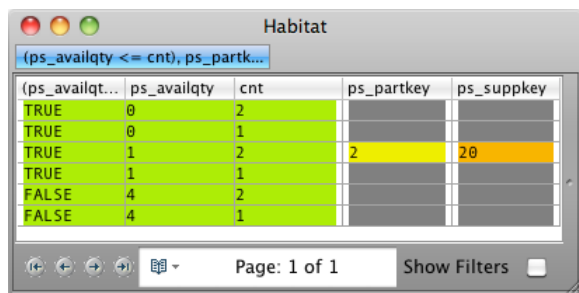 Habitat
(ps_availqty <= cnt), ps_partk...
(ps_availqt... ps_availqty cnt ps_partkey ps_suppkey
TRUE 0 2
TRUE 0 1
TRUE 1 2 2 20
TRUE 1 1
FALSE 4 2
FALSE 4 1
Page: 1 of 1 Show Filters